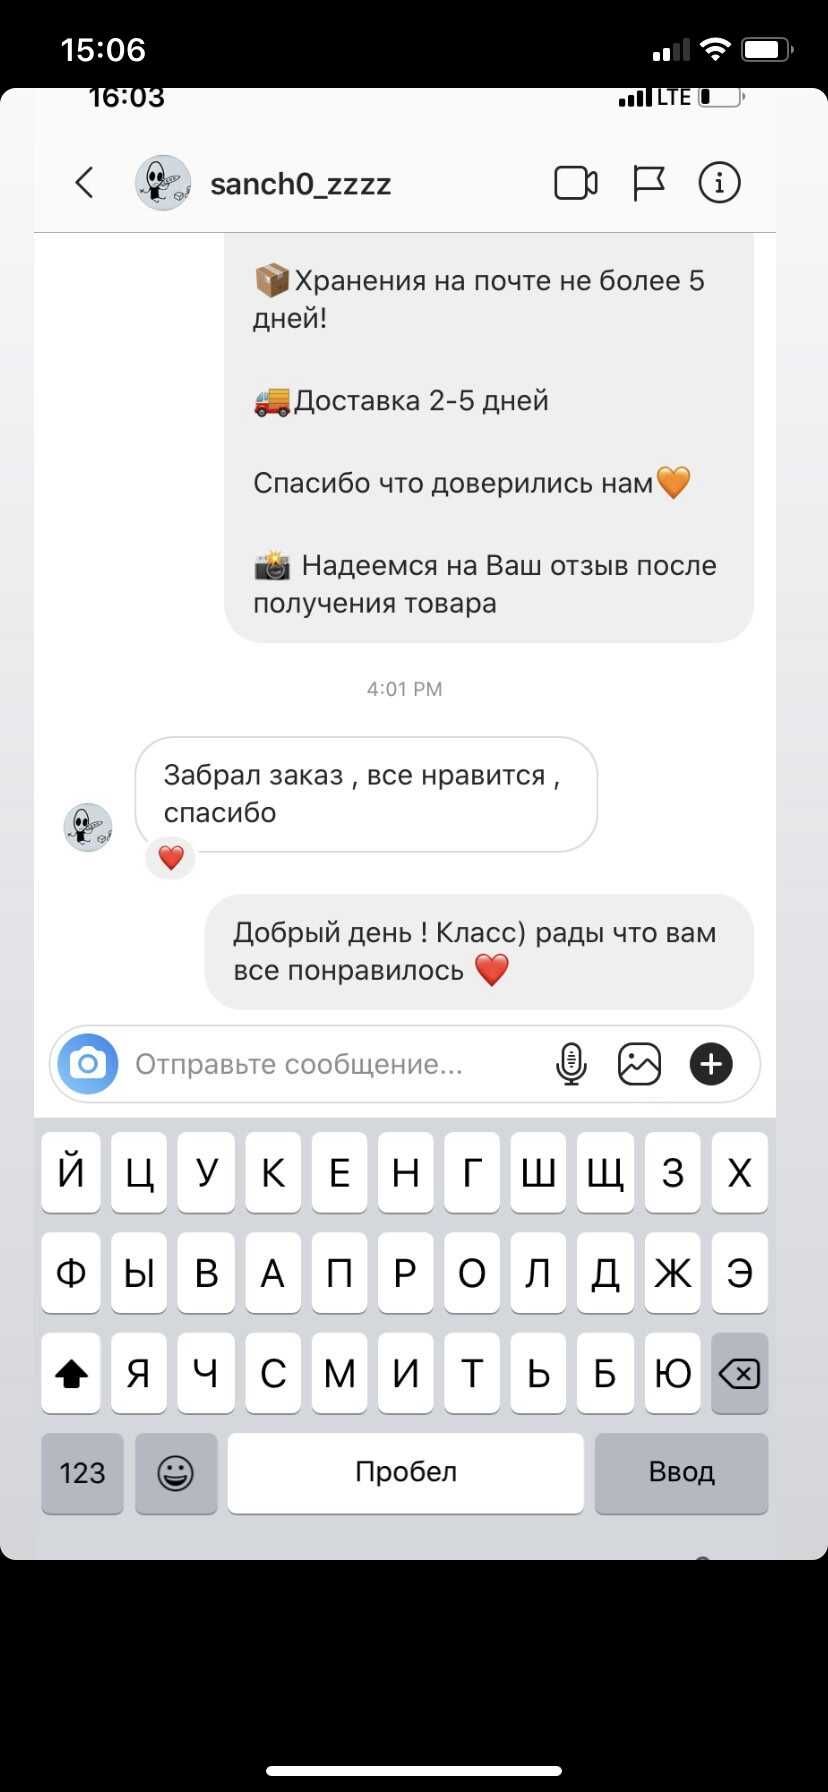 15:06
16:03
LTE
sanch0_zzzz
📦Хранения на почте не более 5
дней!
🚚Доставка 2-5 дней
Спасибо что доверились нам🧡
📸 Надеемся на Ваш отзыв после
получения товара
4:01 PM
Забрал заказ , все нравится ,
спасибо
❤️
Добрый день ! Класс) рады что вам
все понравилось ❤️
Отправьте сообщение...
Й Ц У К Е Н Г Ш Щ З Х
Ф Ы В А П Р О Л Д Ж Э
Я Ч С М И Т Ь Б Ю
123 Пробел Ввод